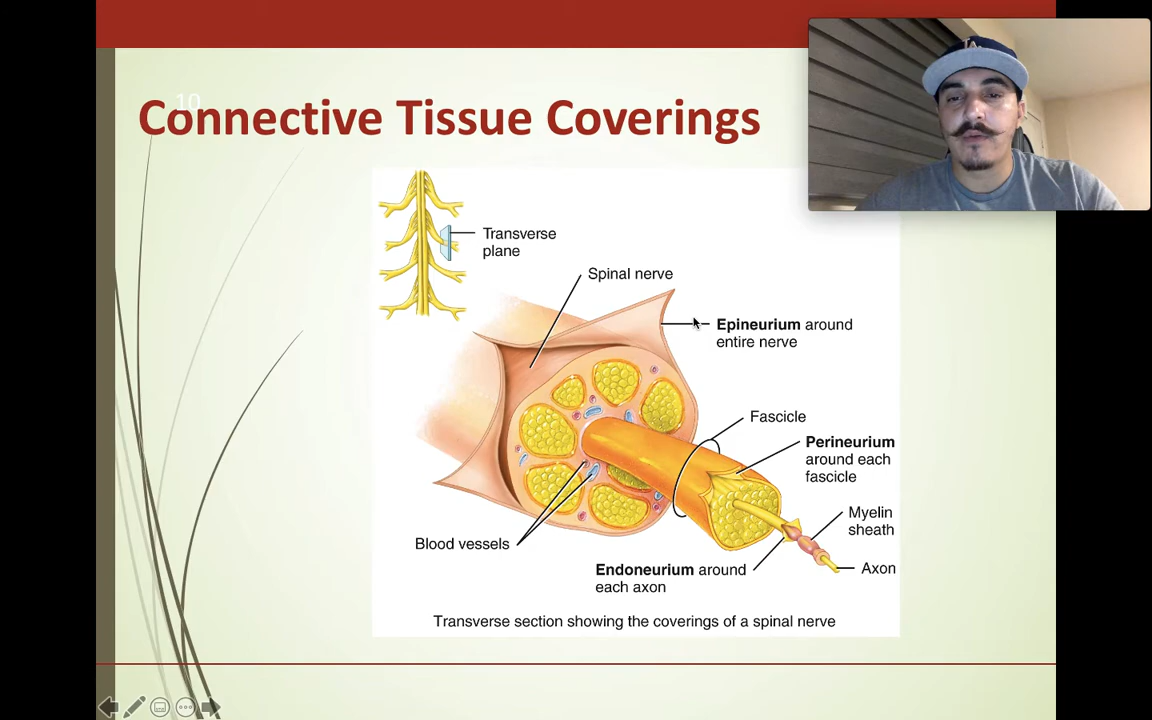 10
Connective Tissue Coverings
Transverse
plane
Spinal nerve
Epineurium around
entire nerve
Fascicle
Perineurium
around each
fascicle
Myelin
sheath
Blood vessels
Endoneurium around
each axon
Axon
Transverse section showing the coverings of a spinal nerve